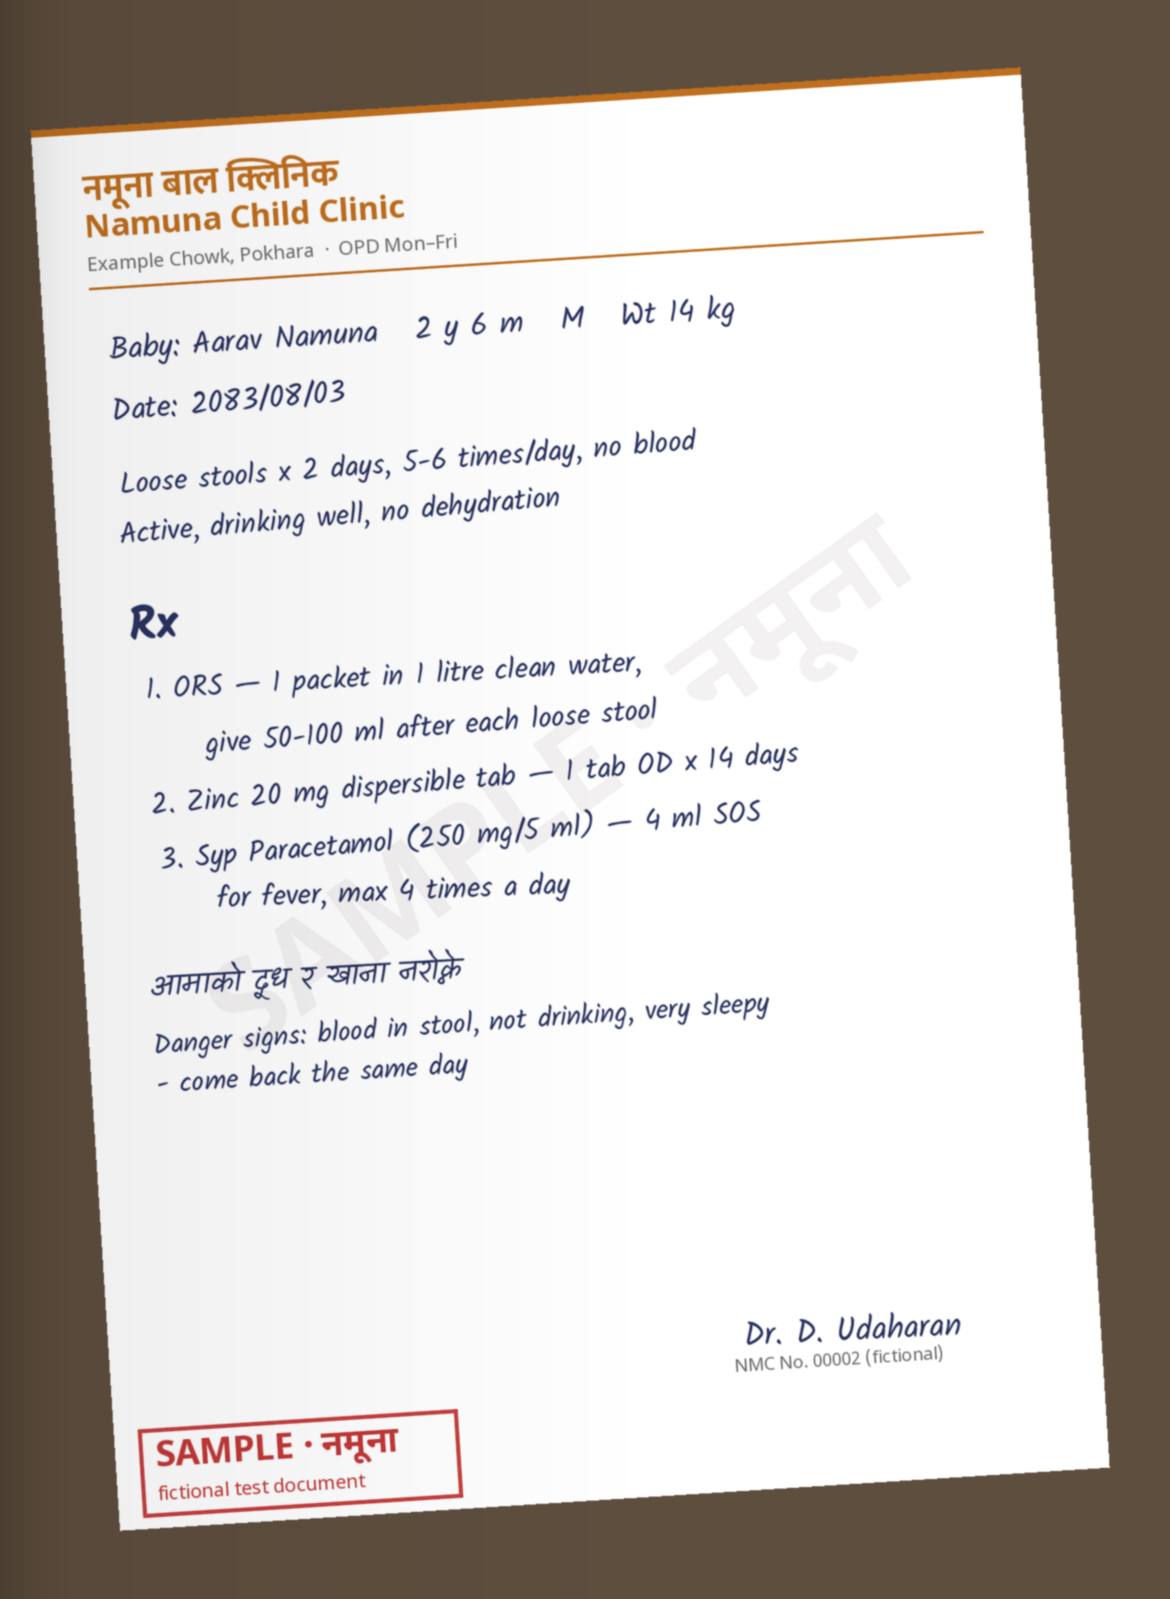 नमूना बाल क्लिनिक
Namuna Child Clinic
Example Chowk, Pokhara · OPD Mon–Fri
Baby: Aarav Namuna 2 y 6 m M Wt 14 kg
Date: 2083/08/03
Loose stools x 2 days, 5-6 times/day, no blood
Active, drinking well, no dehydration
Rx
1. ORS — 1 packet in 1 litre clean water,
give 50-100 ml after each loose stool
2. Zinc 20 mg dispersible tab — 1 tab OD x 14 days
3. Syp Paracetamol (250 mg/5 ml) — 4 ml SOS
for fever, max 4 times a day
आमाको दूध र खाना नरोक्ने
Danger signs: blood in stool, not drinking, very sleepy
- come back the same day
SAMPLE · नमूना
Dr. D. Udaharan
NMC No. 00002 (fictional)
SAMPLE · नमूना
fictional test document